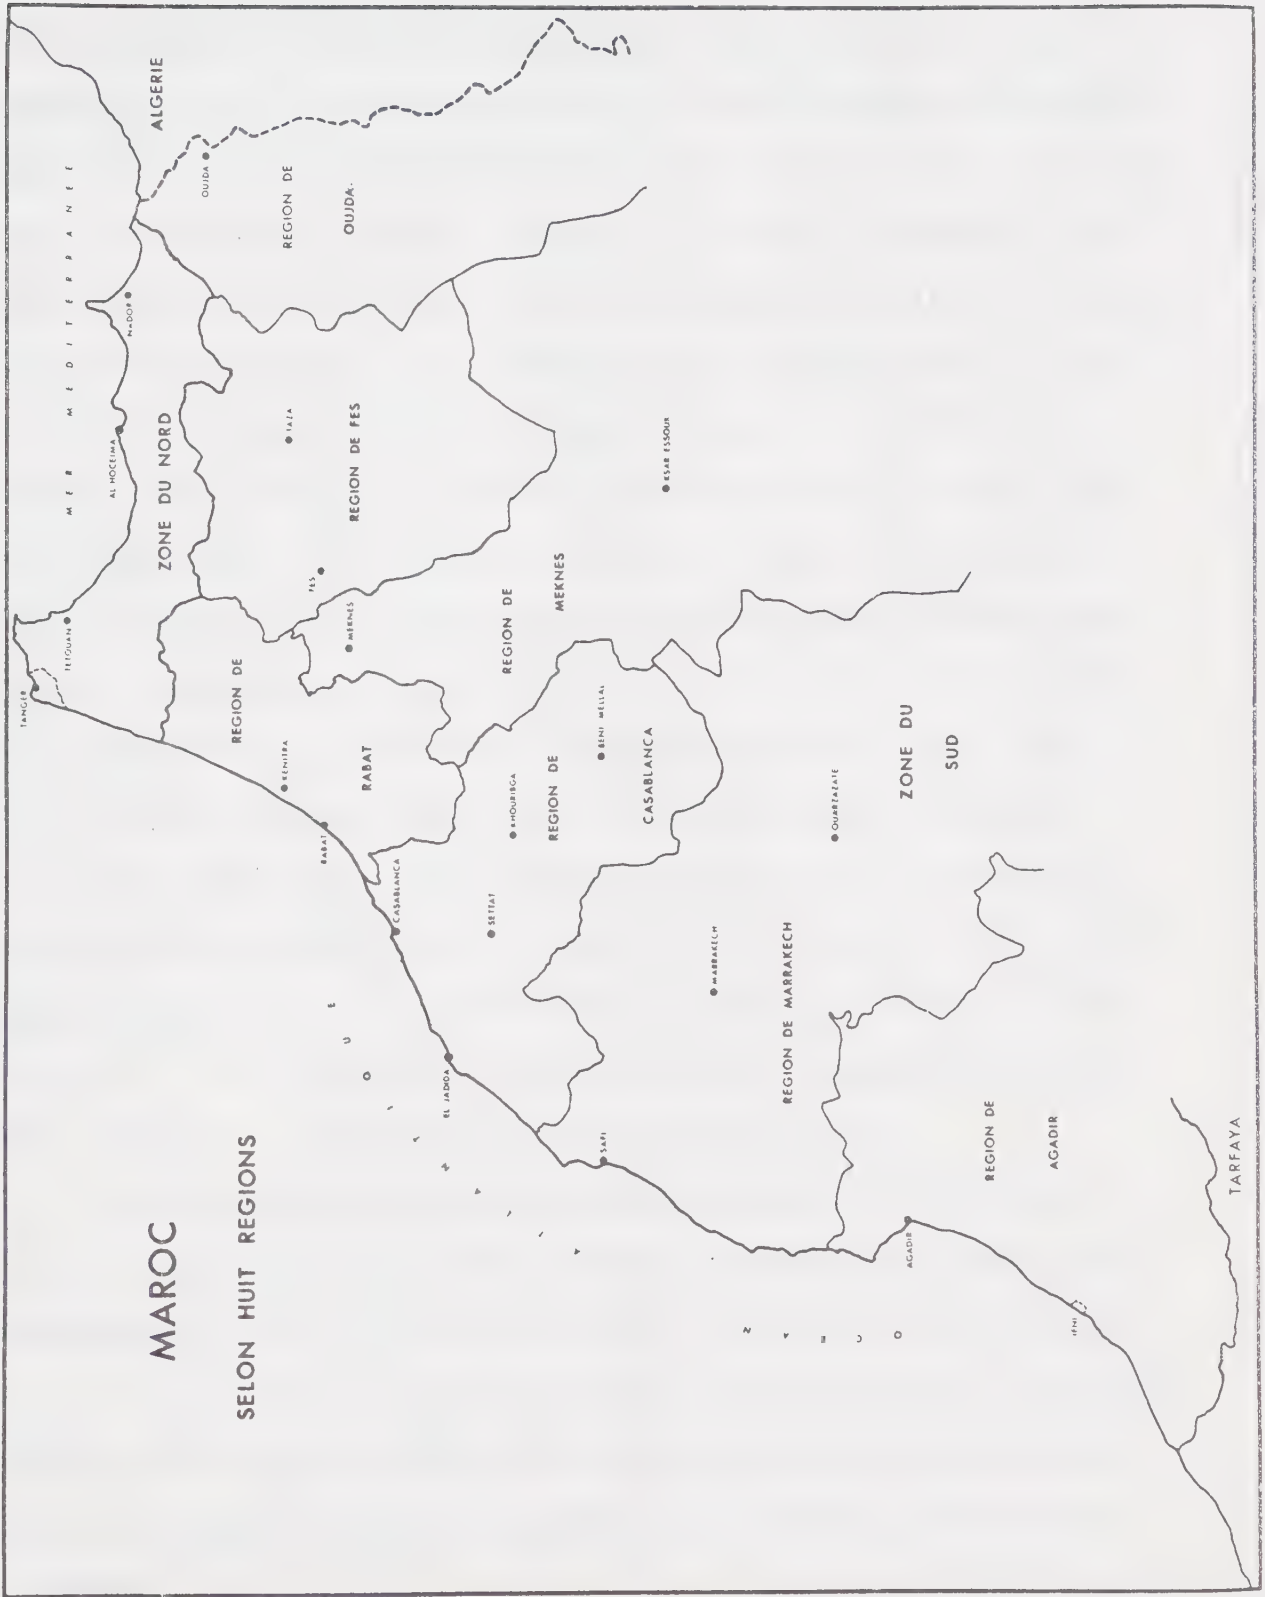 MAROC
SELON HUIT REGIONS
MER MEDITERRANEE
OCEAN
ATLANTIQUE
ALGERIE
TANGER
TETOUAN
AL HOCEIMA
NADOR
OUJDA
ZONE DU NORD
REGION DE
OUJDA.
TAZA
FES
REGION DE FES
MEKNES
REGION DE
MEKNES
KSAR ESSOUK
REGION DE
RABAT
KENITRA
RABAT
CASABLANCA
KHOURIBGA
SETTAT
BENI MELLAL
REGION DE
CASABLANCA
EL JADIDA
SAFI
MARRAKECH
REGION DE MARRAKECH
OUARZAZATE
ZONE DU
SUD
AGADIR
REGION DE
AGADIR
IFNI
TARFAYA